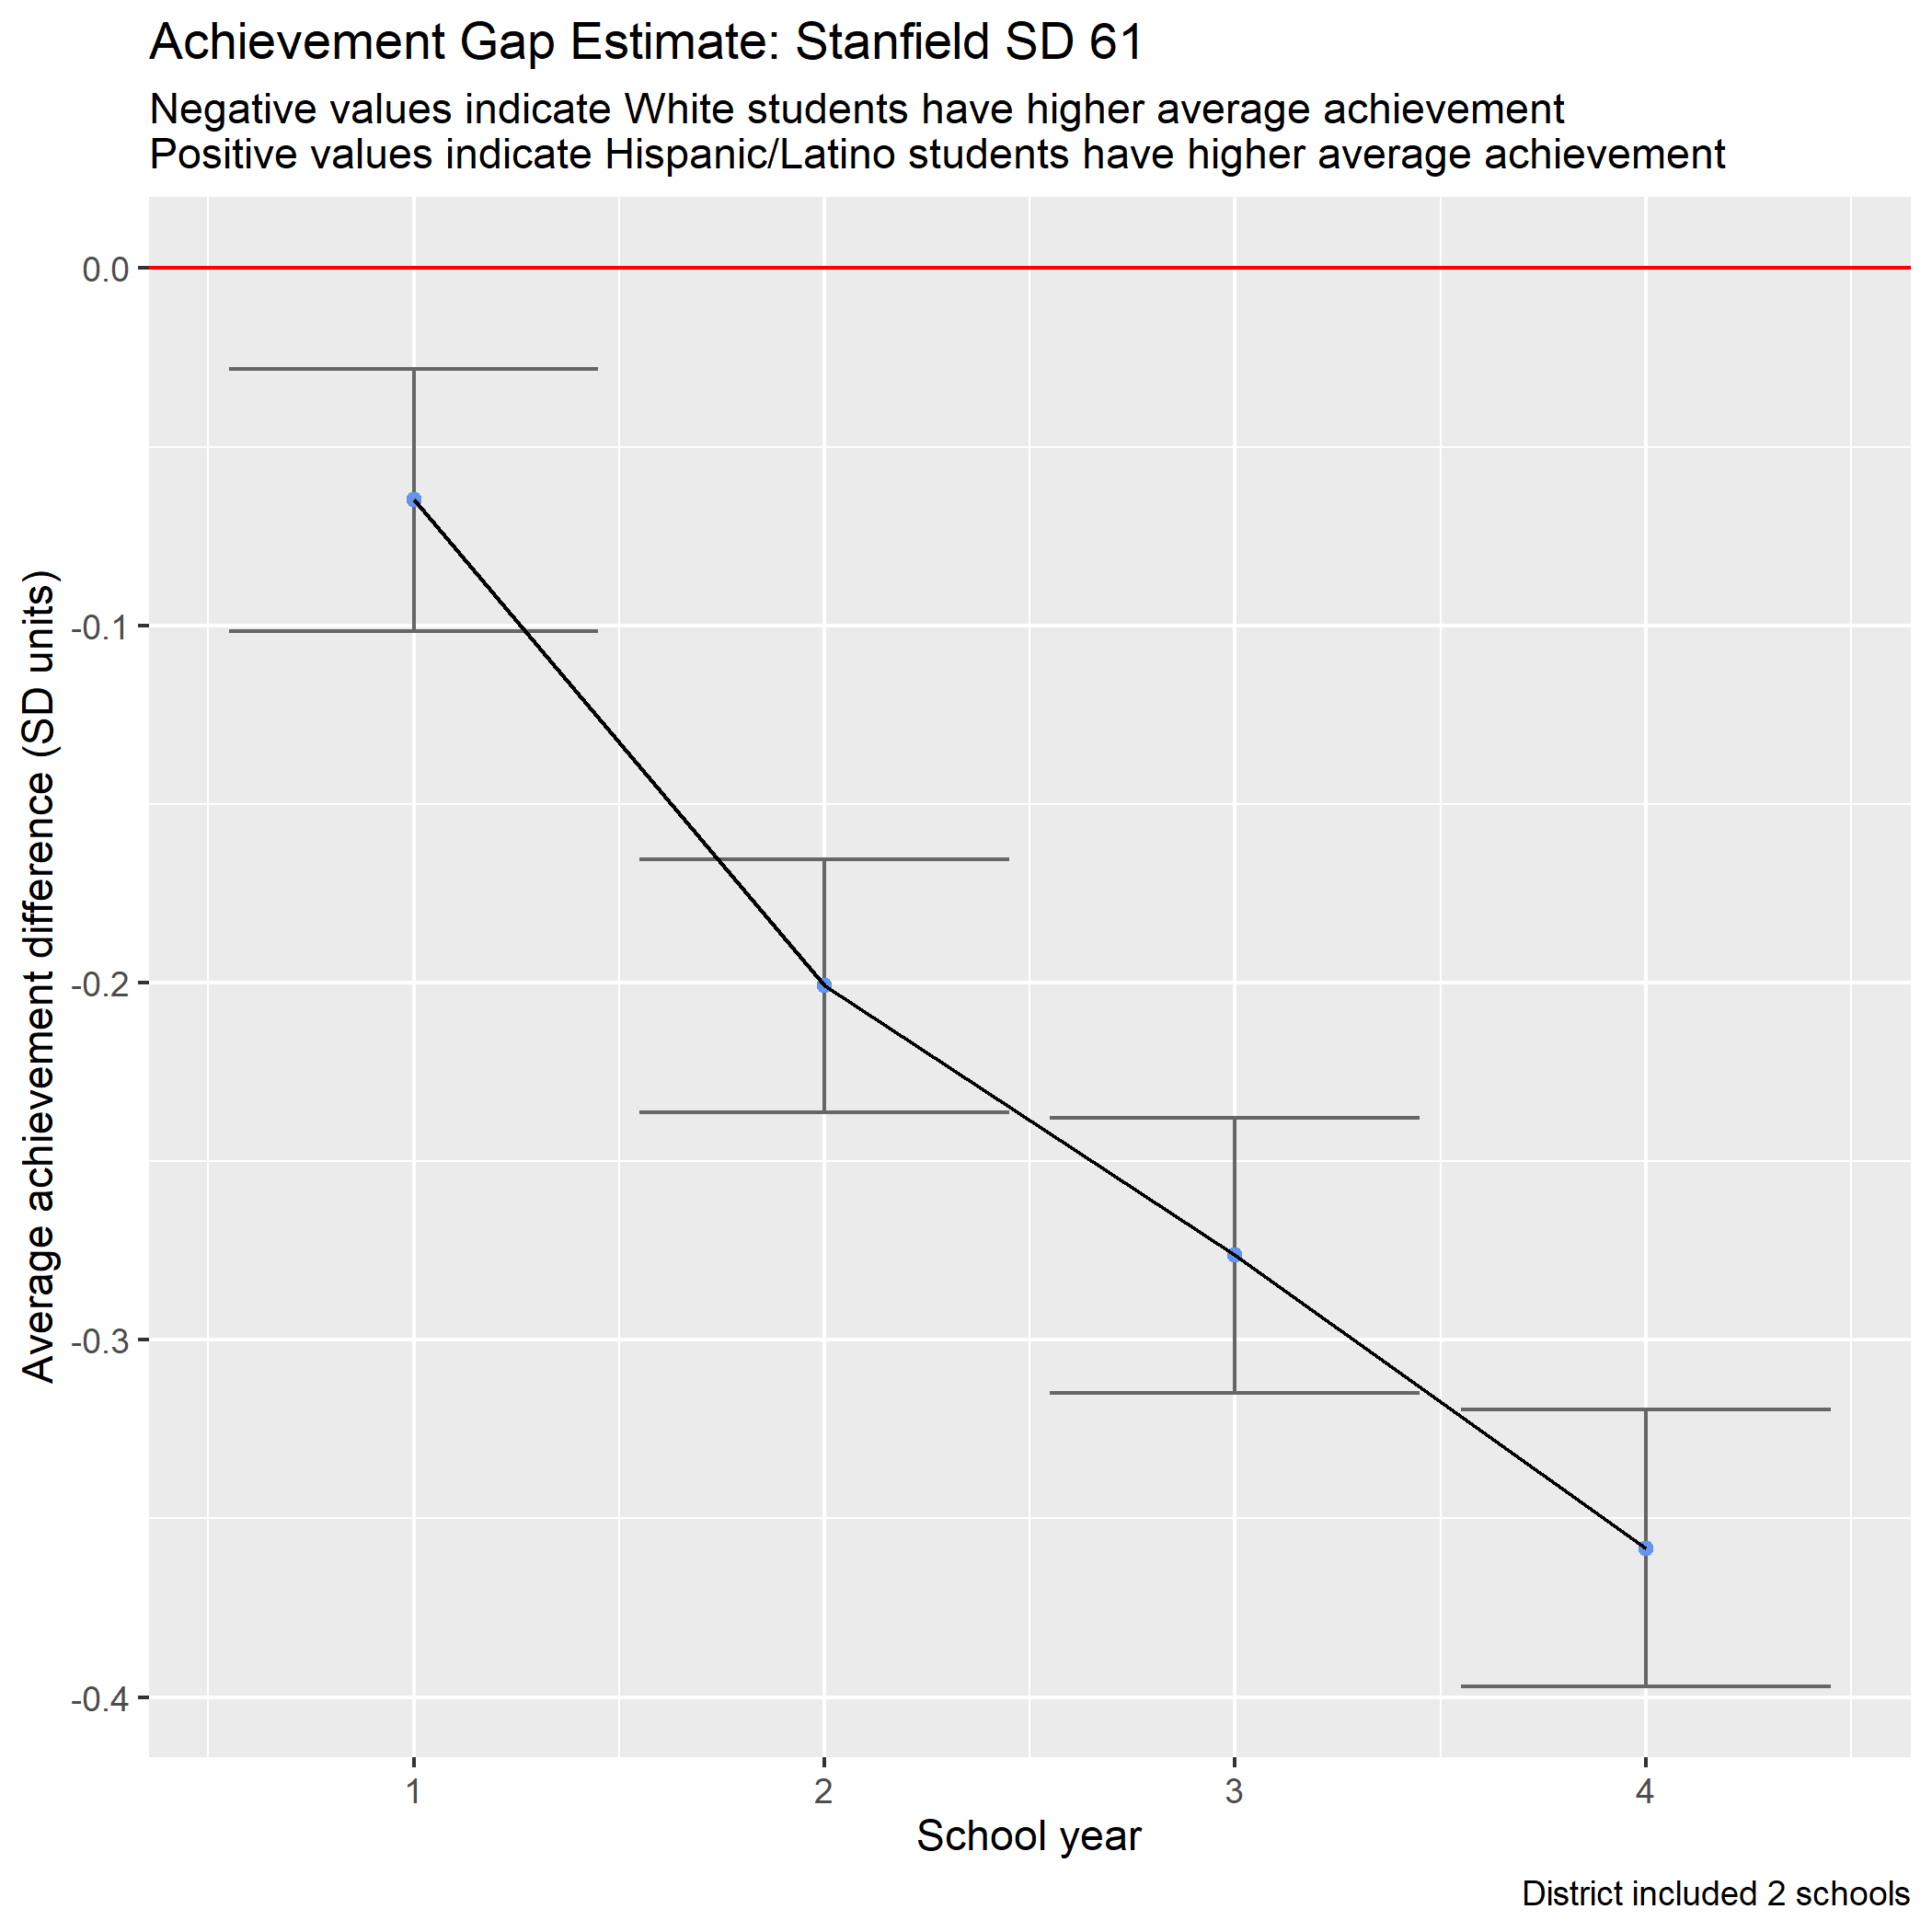 Achievement Gap Estimate: Stanfield SD 61
Negative values indicate White students have higher average achievement
Positive values indicate Hispanic/Latino students have higher average achievement
Average achievement difference (SD units)
0.0
-0.1
-0.2
-0.3
-0.4
1
2
3
4
School year
District included 2 schools